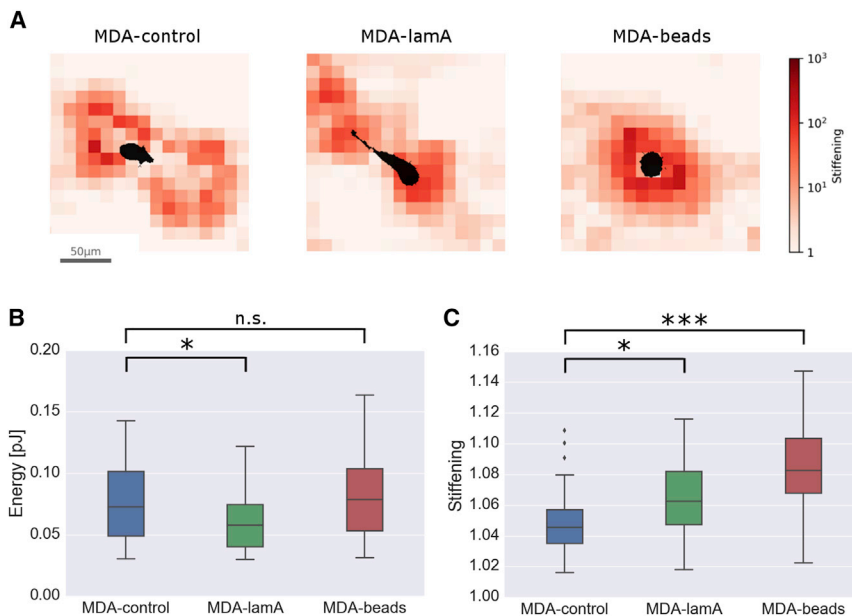 A
MDA-control
MDA-lamA
MDA-beads
10³
10²
10¹
1
Stiffening
50μm
B
n.s.
*
0.20
0.15
0.10
0.05
0.00
Energy [pJ]
MDA-control
MDA-lamA
MDA-beads
C
***
*
1.16
1.14
1.12
1.10
1.08
1.06
1.04
1.02
1.00
Stiffening
MDA-control
MDA-lamA
MDA-beads